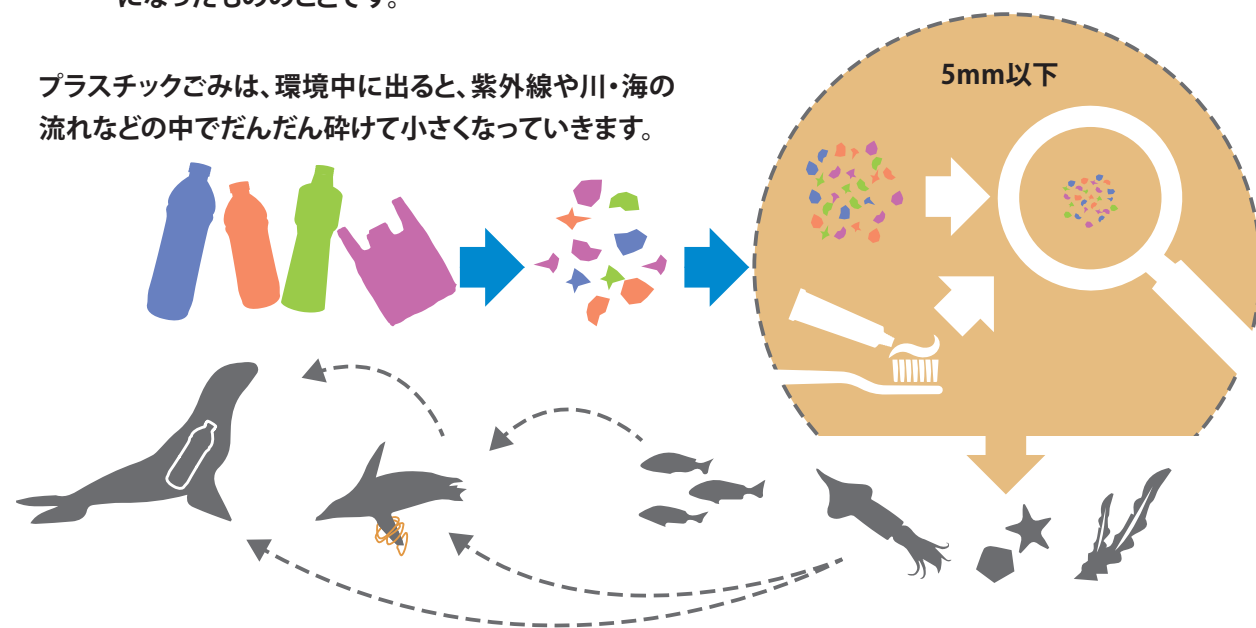 になったもののことです。
プラスチックごみは、環境中に出ると、紫外線や川・海の
流れなどの中でだんだん砕けて小さくなっていきます。
5mm以下